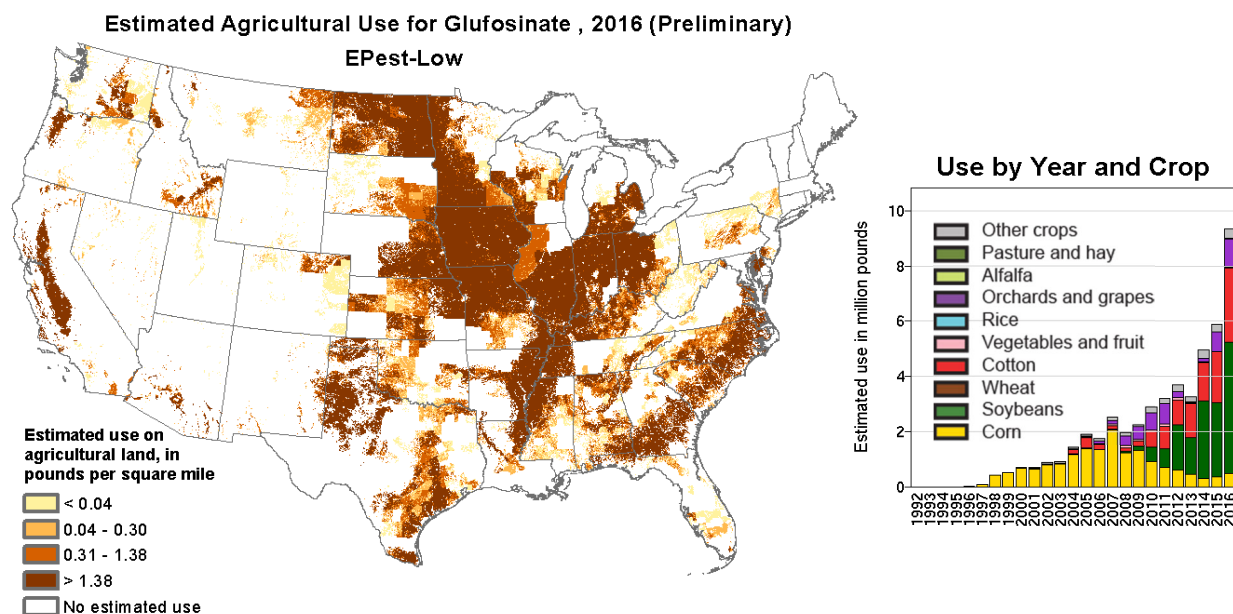 Estimated Agricultural Use for Glufosinate , 2016 (Preliminary)
EPest-Low
Estimated use on
agricultural land, in
pounds per square mile
< 0.04
0.04 - 0.30
0.31 - 1.38
> 1.38
No estimated use
Use by Year and Crop
Estimated use in million pounds
10
8
6
4
2
0
Other crops
Pasture and hay
Alfalfa
Orchards and grapes
Rice
Vegetables and fruit
Cotton
Wheat
Soybeans
Corn
1992
1993
1994
1995
1996
1997
1998
1999
2000
2001
2002
2003
2004
2005
2006
2007
2008
2009
2010
2011
2012
2013
2014
2015
2016